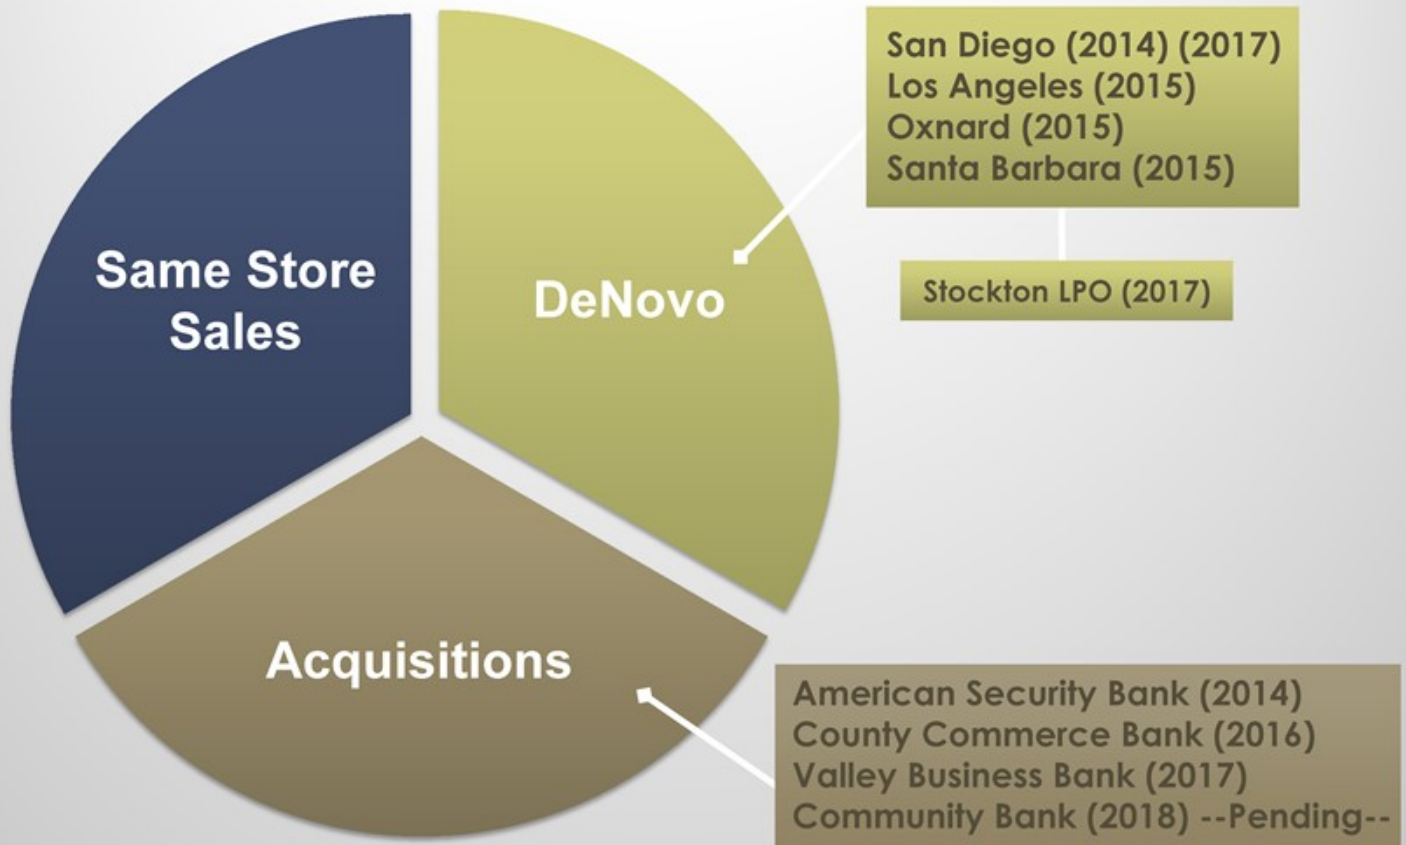 Same Store
Sales
DeNovo
San Diego (2014) (2017)
Los Angeles (2015)
Oxnard (2015)
Santa Barbara (2015)
Stockton LPO (2017)
Acquisitions
American Security Bank (2014)
County Commerce Bank (2016)
Valley Business Bank (2017)
Community Bank (2018) --Pending--